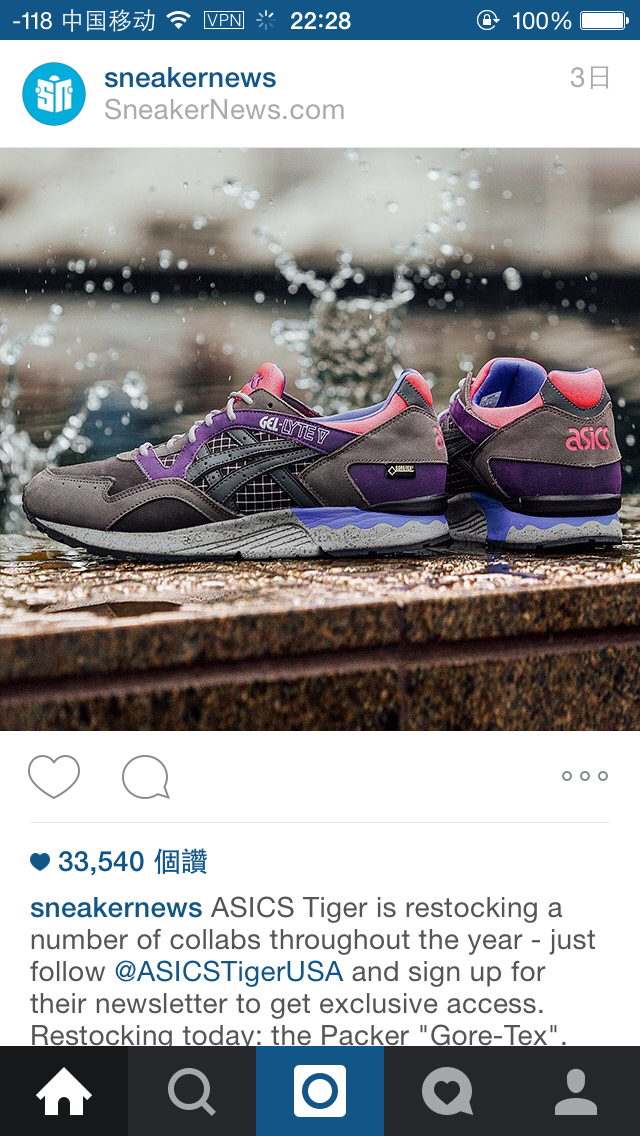 -118 中国移动 VPN 22:28 100%
sneakernews
3日
SneakerNews.com
GEL-LYTE V
asics
GORE-TEX
33,540 個讚
sneakernews ASICS Tiger is restocking a
number of collabs throughout the year - just
follow @ASICSTigerUSA and sign up for
their newsletter to get exclusive access.
Restocking today: the Packer "Gore-Tex",